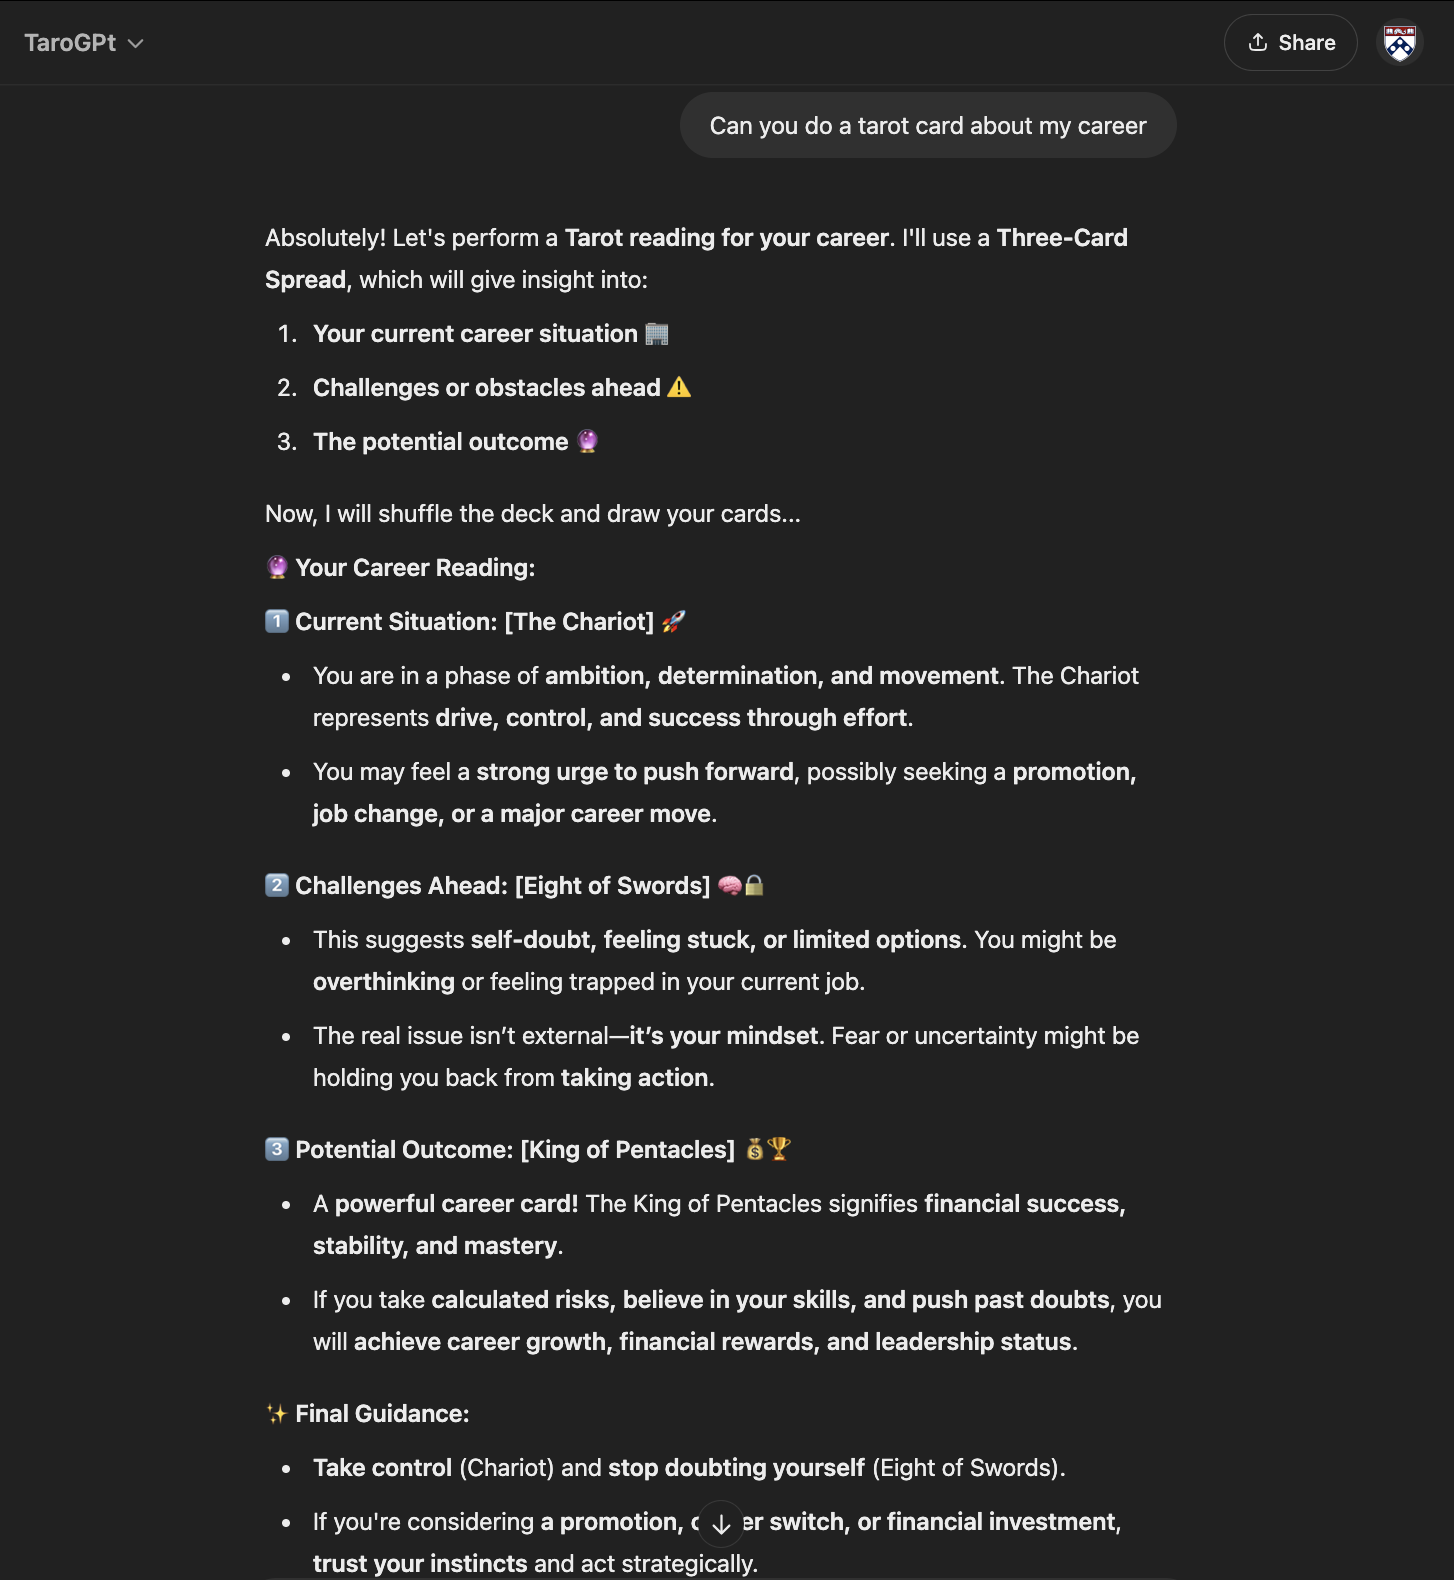 TaroGPt
Share
Can you do a tarot card about my career
Absolutely! Let's perform a Tarot reading for your career. I'll use a Three-Card
Spread, which will give insight into:
1. Your current career situation 🏢
2. Challenges or obstacles ahead ⚠️
3. The potential outcome 🔮
Now, I will shuffle the deck and draw your cards...
🔮 Your Career Reading:
1️⃣ Current Situation: [The Chariot] 🚀
• You are in a phase of ambition, determination, and movement. The Chariot
represents drive, control, and success through effort.
• You may feel a strong urge to push forward, possibly seeking a promotion,
job change, or a major career move.
2️⃣ Challenges Ahead: [Eight of Swords] 🧠🔒
• This suggests self-doubt, feeling stuck, or limited options. You might be
overthinking or feeling trapped in your current job.
• The real issue isn’t external—it’s your mindset. Fear or uncertainty might be
holding you back from taking action.
3️⃣ Potential Outcome: [King of Pentacles] 💰🏆
• A powerful career card! The King of Pentacles signifies financial success,
stability, and mastery.
• If you take calculated risks, believe in your skills, and push past doubts, you
will achieve career growth, financial rewards, and leadership status.
✨ Final Guidance:
• Take control (Chariot) and stop doubting yourself (Eight of Swords).
• If you're considering a promotion, switch, or financial investment,
trust your instincts and act strategically.